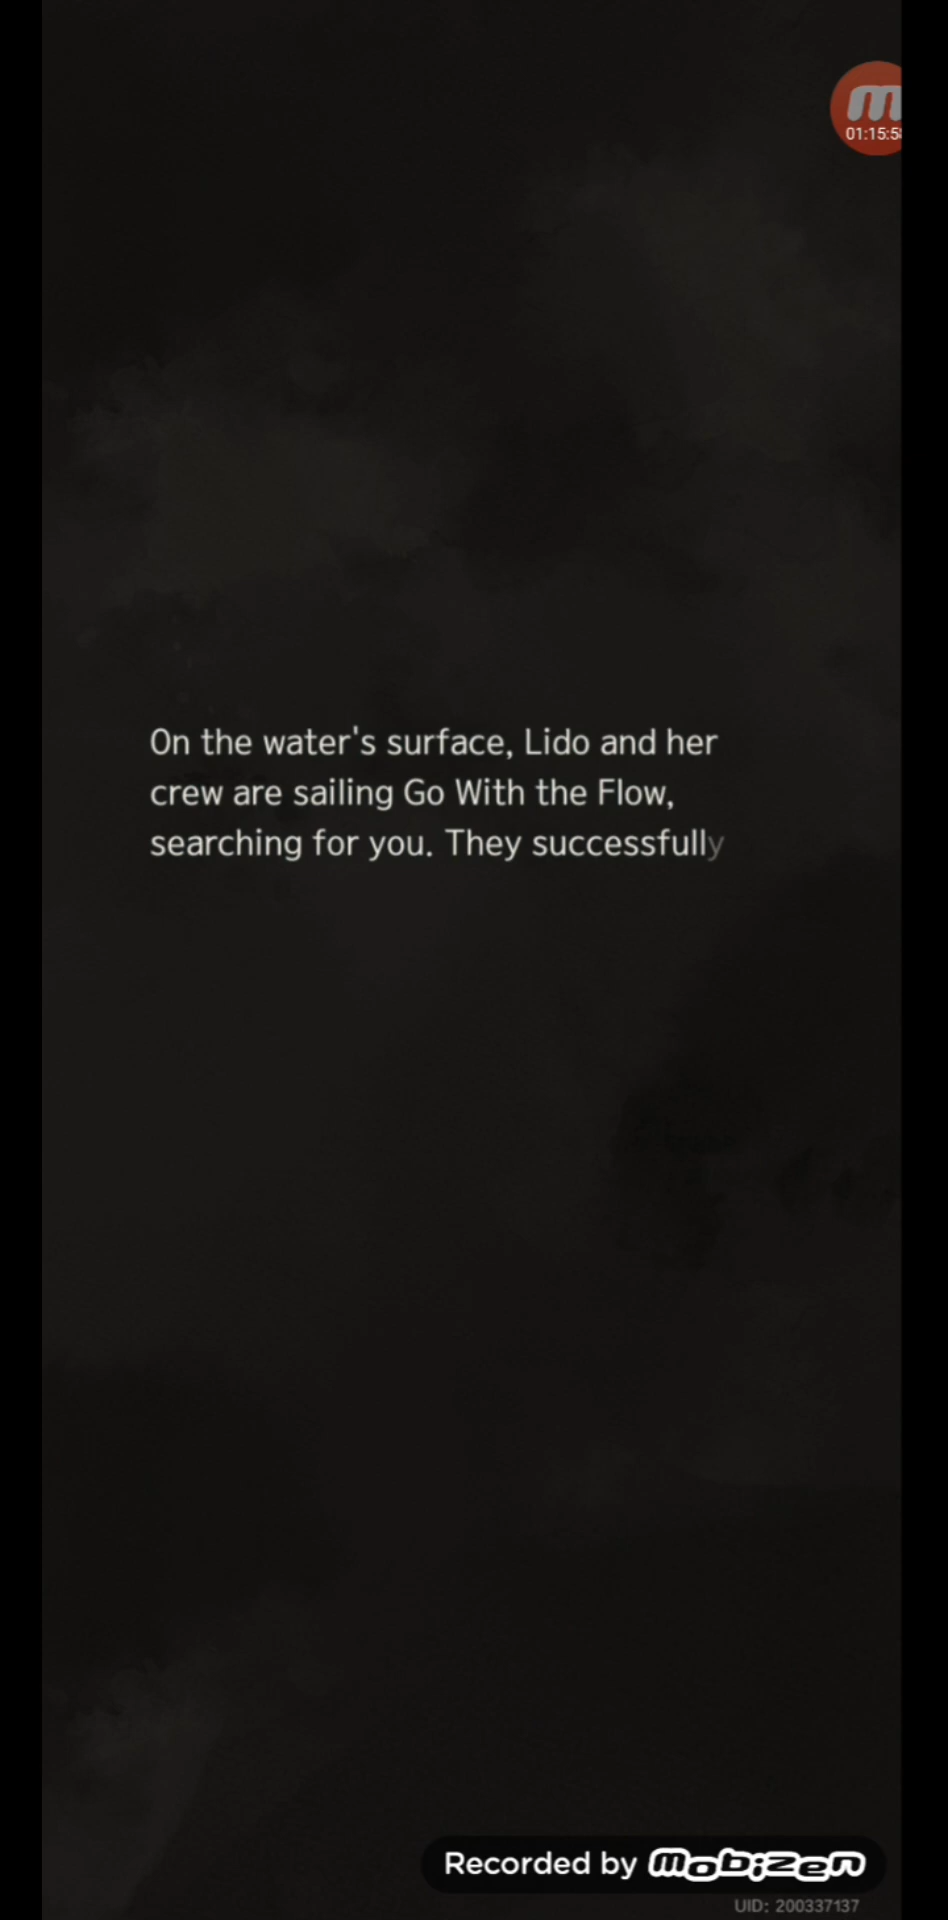 m
01:15:5
On the water's surface, Lido and her
crew are sailing Go With the Flow,
searching for you. They successfully
Recorded by mobizen
UID: 200337137